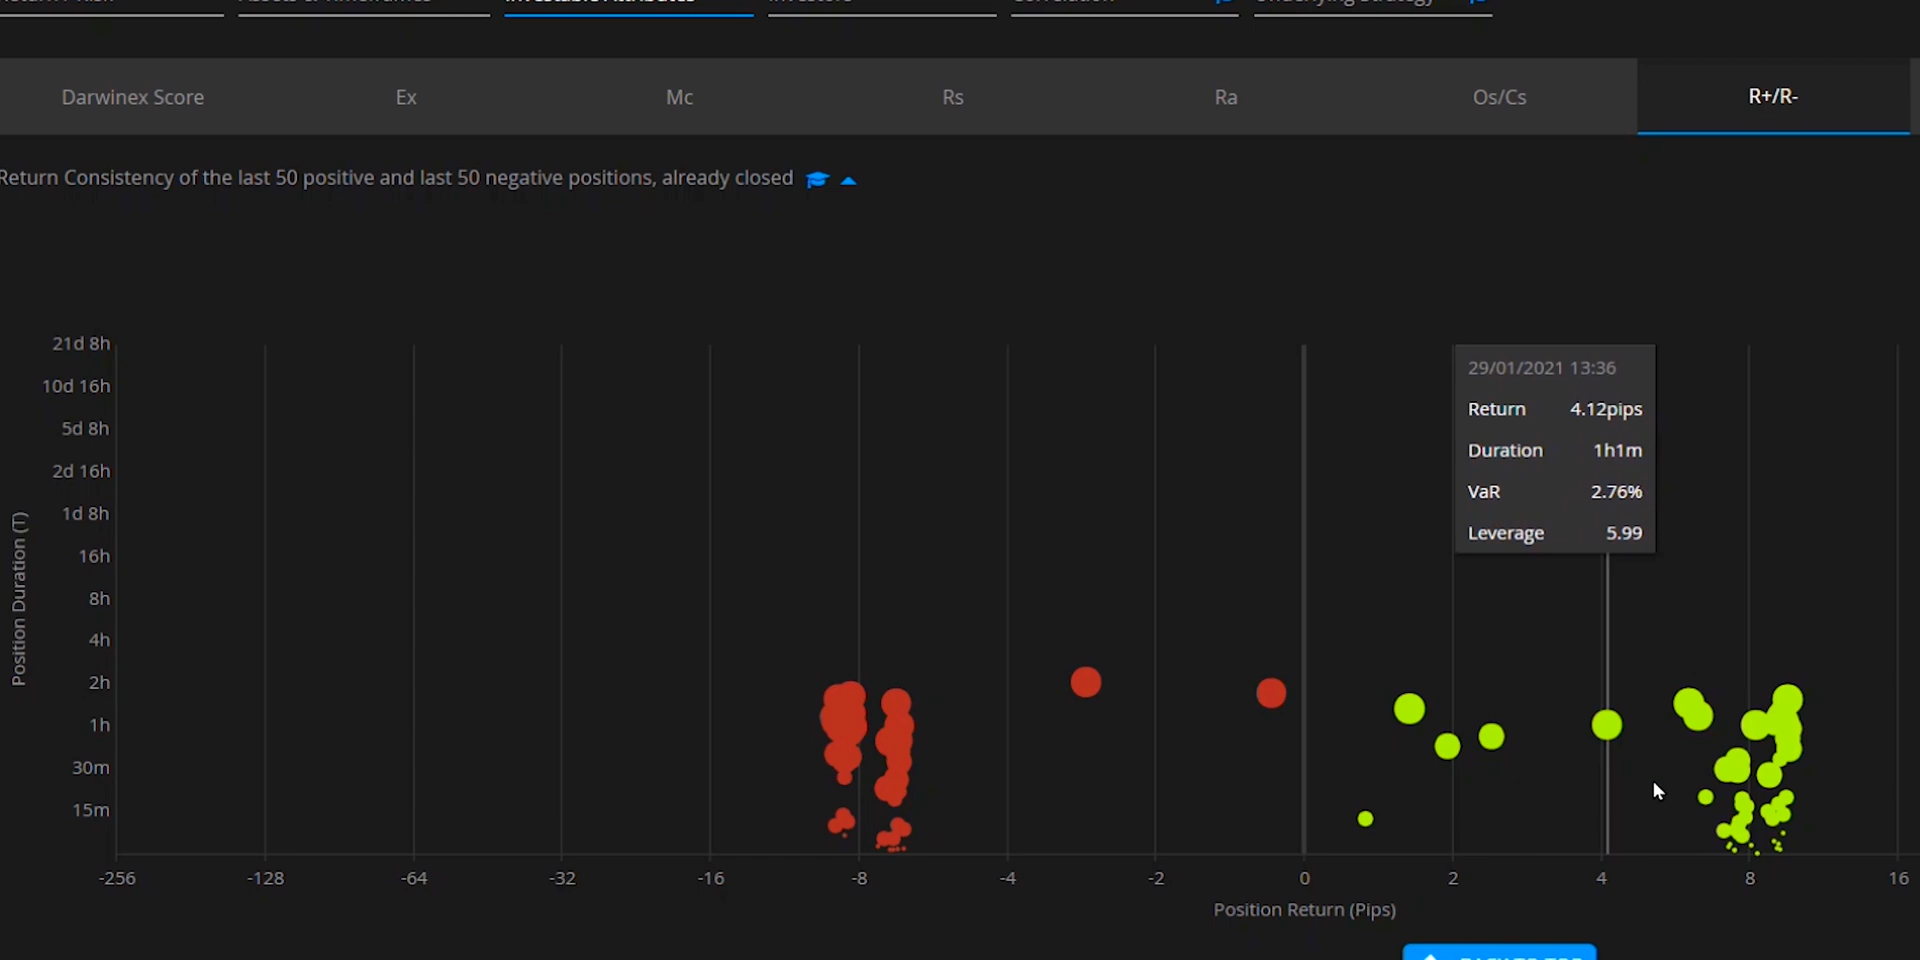 Investable Attributes
Darwinex Score
Ex
Mc
Rs
Ra
Os/Cs
R+/R-
Return Consistency of the last 50 positive and last 50 negative positions, already closed
21d 8h
10d 16h
5d 8h
2d 16h
1d 8h
16h
8h
4h
2h
1h
30m
15m
Position Duration (T)
29/01/2021 13:36
Return 4.12pips
Duration 1h1m
VaR 2.76%
Leverage 5.99
-256 -128 -64 -32 -16 -8 -4 -2 0 2 4 8 16
Position Return (Pips)